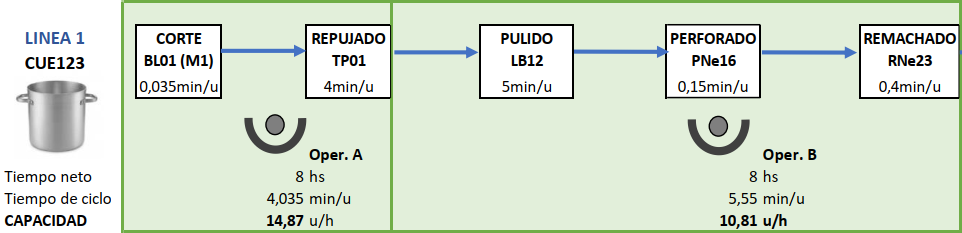 LINEA 1
CUE123
CORTE
BL01 (M1)
0,035min/u
REPUJADO
TP01
4min/u
PULIDO
LB12
5min/u
PERFORADO
PNe16
0,15min/u
REMACHADO
RNe23
0,4min/u
Oper. A
Oper. B
Tiempo neto 8 hs 8 hs
Tiempo de ciclo 4,035 min/u 5,55 min/u
CAPACIDAD 14,87 u/h 10,81 u/h